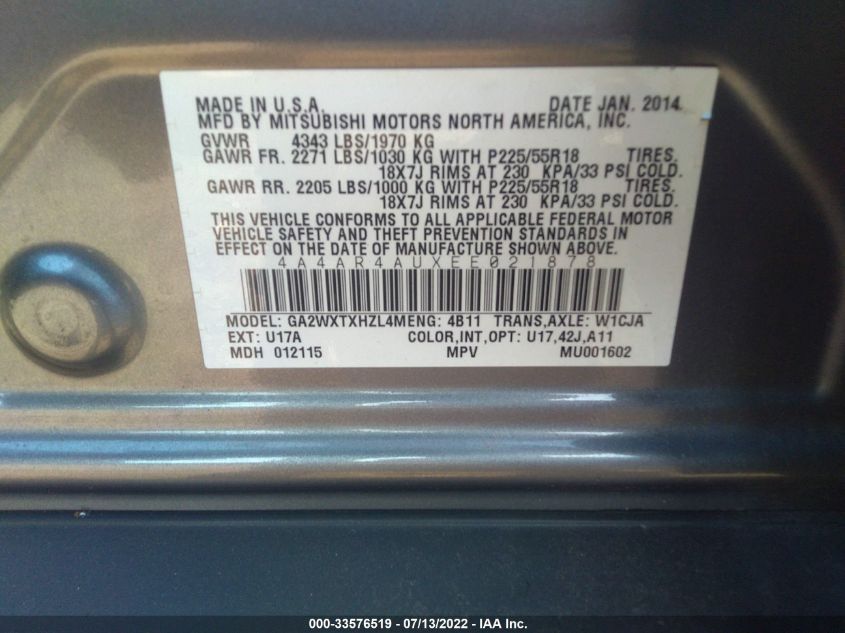 MADE IN U.S.A. DATE JAN. 2014
MFD BY MITSUBISHI MOTORS NORTH AMERICA, INC.
GVWR 4343 LBS/1970 KG
GAWR FR. 2271 LBS/1030 KG WITH P225/55R18 TIRES.
18X7J RIMS AT 230 KPA/33 PSI COLD.
GAWR RR. 2205 LBS/1000 KG WITH P225/55R18 TIRES.
18X7J RIMS AT 230 KPA/33 PSI COLD.
THIS VEHICLE CONFORMS TO ALL APPLICABLE FEDERAL MOTOR
VEHICLE SAFETY AND THEFT PREVENTION STANDARDS IN
EFFECT ON THE DATE OF MANUFACTURE SHOWN ABOVE.
4A4AR4AUXEE021878
MODEL: GA2WXTXHZL4MENG: 4B11 TRANS,AXLE: W1CJA
EXT: U17A COLOR,INT,OPT: U17,42J,A11
MDH 012115 MPV MU001602
000-33576519 - 07/13/2022 - IAA Inc.